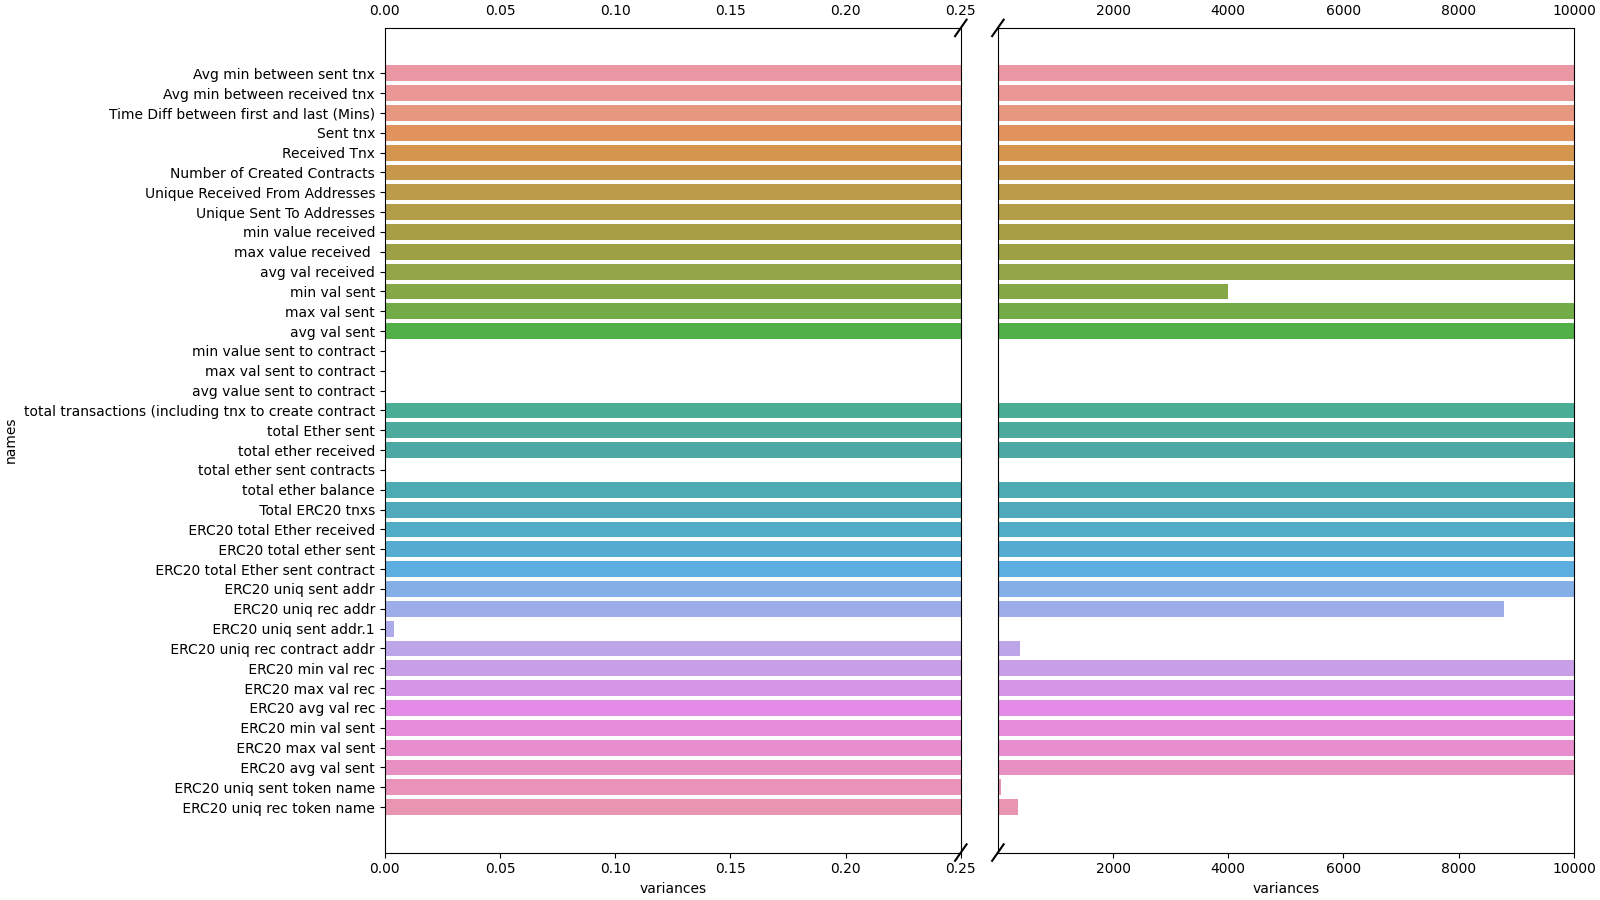 0.00 0.05 0.10 0.15 0.20 0.25 2000 4000 6000 8000 10000
Avg min between sent tnx
Avg min between received tnx
Time Diff between first and last (Mins)
Sent tnx
Received Tnx
Number of Created Contracts
Unique Received From Addresses
Unique Sent To Addresses
min value received
max value received
avg val received
min val sent
max val sent
avg val sent
min value sent to contract
max val sent to contract
avg value sent to contract
total transactions (including tnx to create contract
total Ether sent
total ether received
total ether sent contracts
total ether balance
Total ERC20 tnxs
ERC20 total Ether received
ERC20 total ether sent
ERC20 total Ether sent contract
ERC20 uniq sent addr
ERC20 uniq rec addr
ERC20 uniq sent addr.1
ERC20 uniq rec contract addr
ERC20 min val rec
ERC20 max val rec
ERC20 avg val rec
ERC20 min val sent
ERC20 max val sent
ERC20 avg val sent
ERC20 uniq sent token name
ERC20 uniq rec token name
names
0.00 0.05 0.10 0.15 0.20 0.25 2000 4000 6000 8000 10000
variances variances